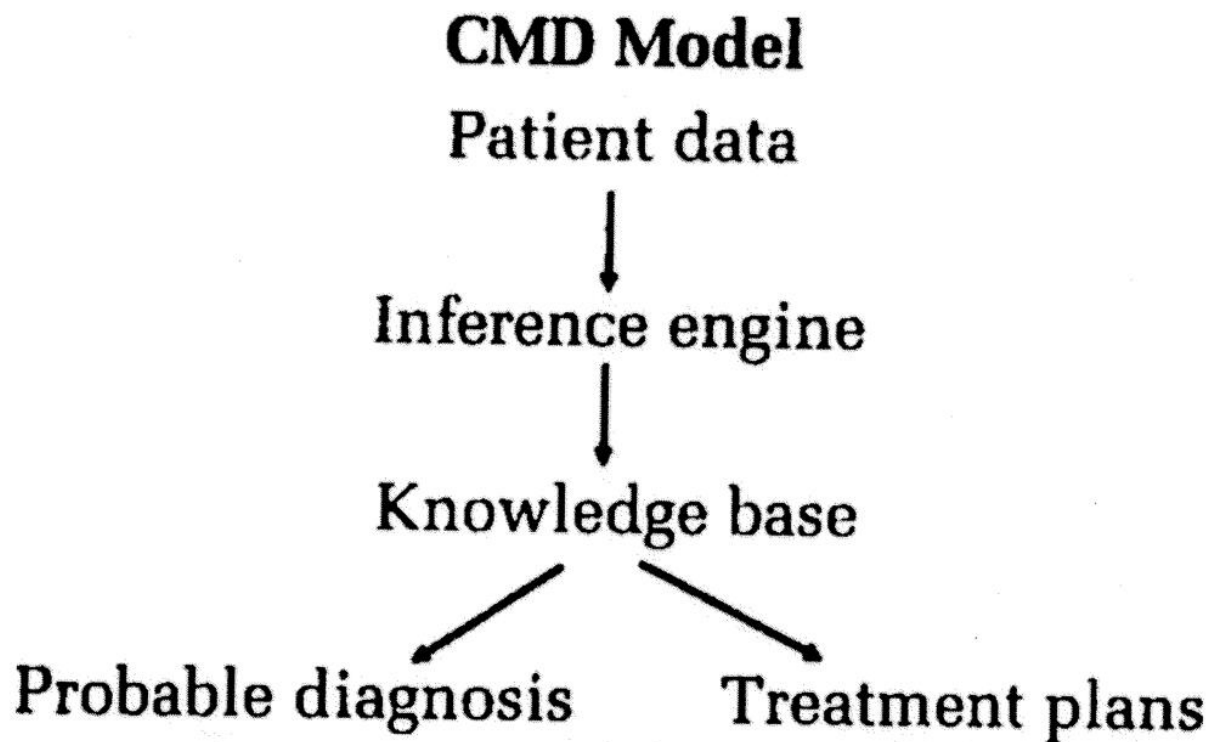 CMD Model
Patient data
Inference engine
Knowledge base
Probable diagnosis Treatment plans